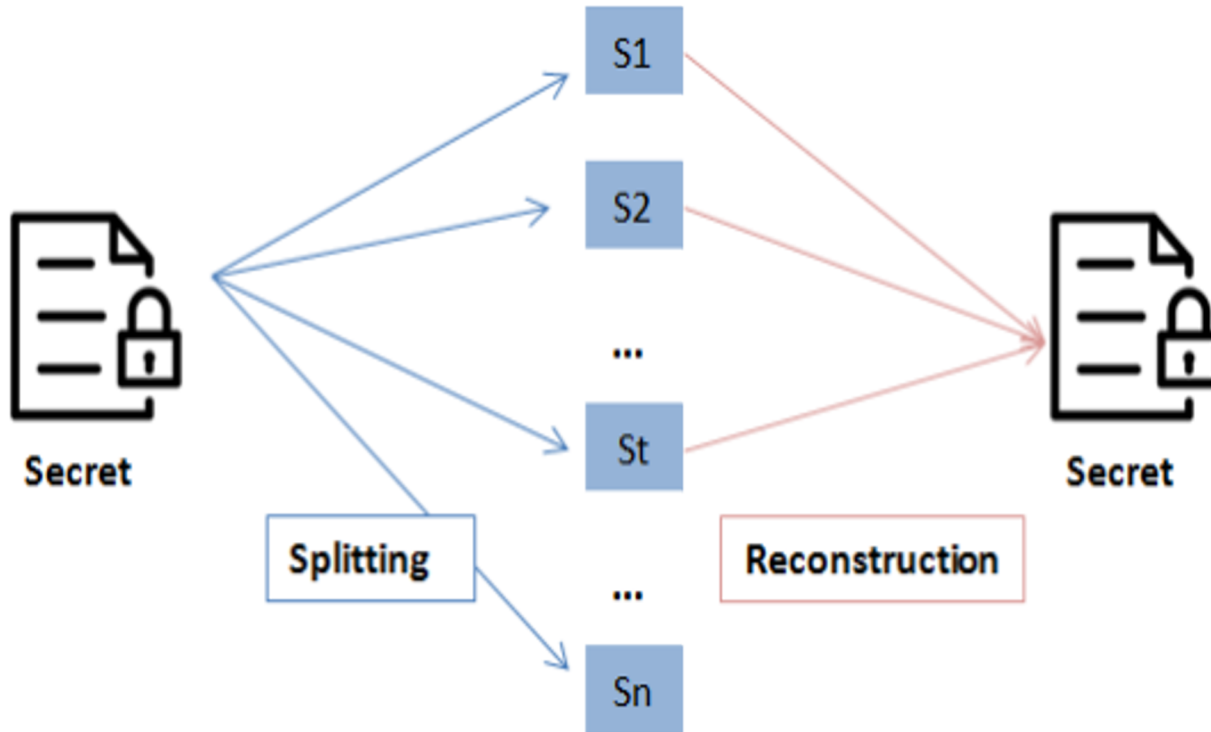 S1
S2
...
St
Secret
Secret
Splitting
Reconstruction
...
Sn